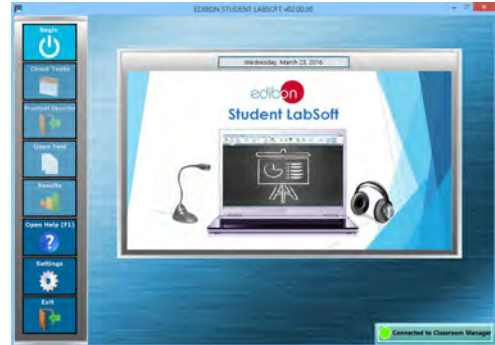 EDIBON STUDENT LABSOFT v02.00.00
Begin
Check Tasks
Practical Exercises
Open Test
Results
Open Help (F1)
Settings
Exit
Wednesday, March 23, 2016
edibon
Student LabSoft
Connected to Classroom Manager